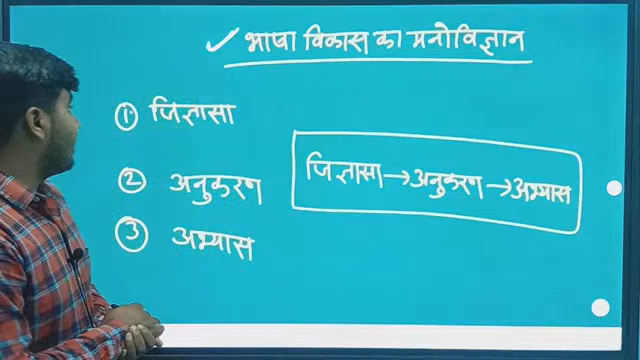 ✓ भाषा विकास का मनोविज्ञान
① जिज्ञासा
② अनुकरण
③ अभ्यास
जिज्ञासा → अनुकरण → अभ्यास